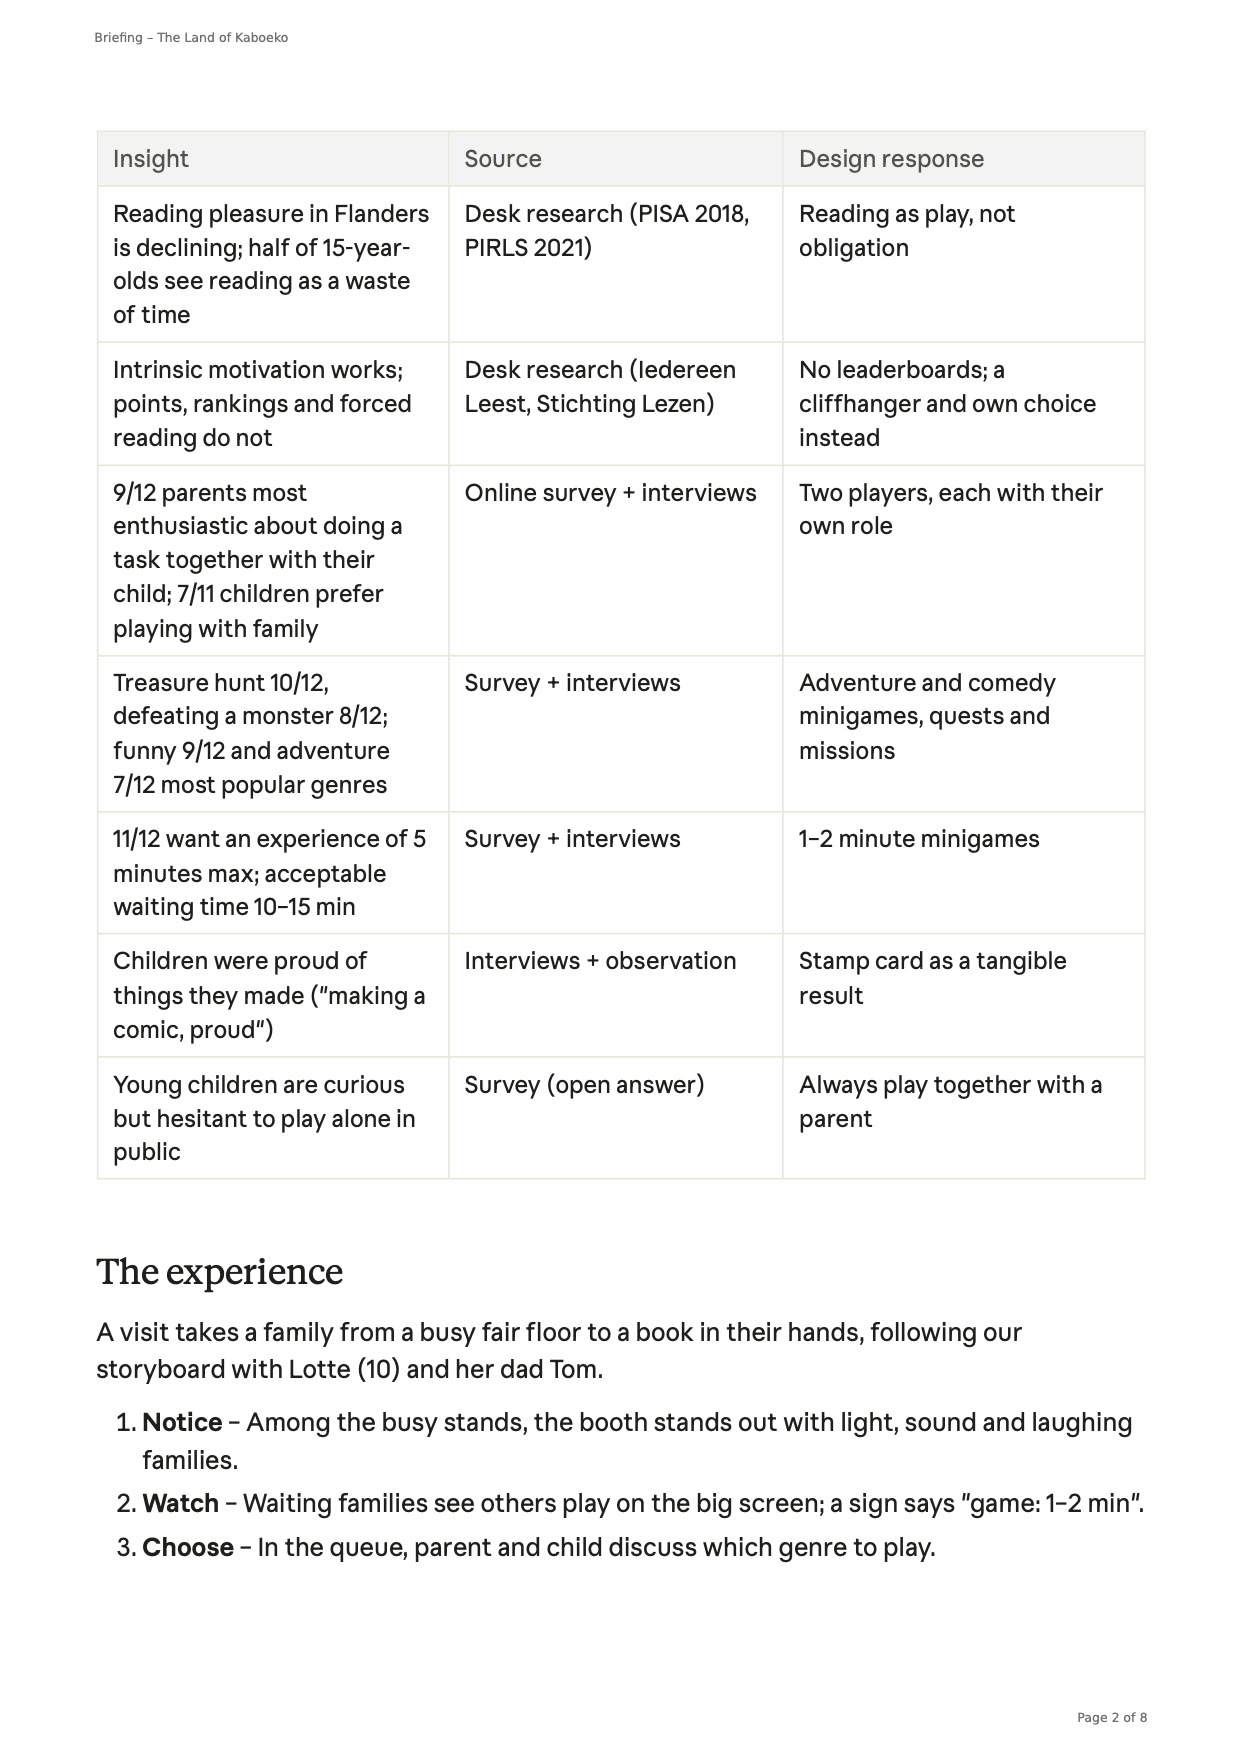 Briefing – The Land of Kaboeko
Insight
Source
Design response
Reading pleasure in Flanders
is declining; half of 15-year-
olds see reading as a waste
of time
Desk research (PISA 2018,
PIRLS 2021)
Reading as play, not
obligation
Intrinsic motivation works;
points, rankings and forced
reading do not
Desk research (Iedereen
Leest, Stichting Lezen)
No leaderboards; a
cliffhanger and own choice
instead
9/12 parents most
enthusiastic about doing a
task together with their
child; 7/11 children prefer
playing with family
Online survey + interviews
Two players, each with their
own role
Treasure hunt 10/12,
defeating a monster 8/12;
funny 9/12 and adventure
7/12 most popular genres
Survey + interviews
Adventure and comedy
minigames, quests and
missions
11/12 want an experience of 5
minutes max; acceptable
waiting time 10–15 min
Survey + interviews
1–2 minute minigames
Children were proud of
things they made ("making a
comic, proud")
Interviews + observation
Stamp card as a tangible
result
Young children are curious
but hesitant to play alone in
public
Survey (open answer)
Always play together with a
parent
The experience
A visit takes a family from a busy fair floor to a book in their hands, following our
storyboard with Lotte (10) and her dad Tom.
1. Notice – Among the busy stands, the booth stands out with light, sound and laughing
families.
2. Watch – Waiting families see others play on the big screen; a sign says "game: 1–2 min".
3. Choose – In the queue, parent and child discuss which genre to play.
Page 2 of 8